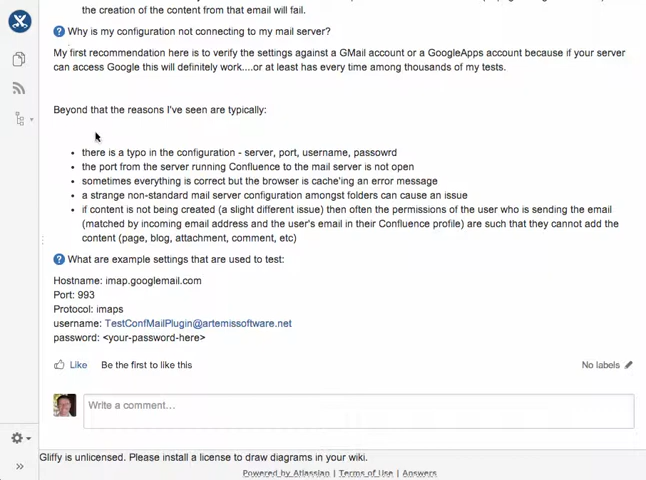 the creation of the content from that email will fail.
Why is my configuration not connecting to my mail server?
My first recommendation here is to verify the settings against a GMail account or a GoogleApps account because if your server
can access Google this will definitely work....or at least has every time among thousands of my tests.
Beyond that the reasons I've seen are typically:
• there is a typo in the configuration - server, port, username, passowrd
• the port from the server running Confluence to the mail server is not open
• sometimes everything is correct but the browser is cache'ing an error message
• a strange non-standard mail server configuration amongst folders can cause an issue
• if content is not being created (a slight different issue) then often the permissions of the user who is sending the email
(matched by incoming email address and the user's email in their Confluence profile) are such that they cannot add the
content (page, blog, attachment, comment, etc)
What are example settings that are used to test:
Hostname: imap.googlemail.com
Port: 993
Protocol: imaps
username: TestConfMailPlugin@artemissoftware.net
password: <your-password-here>
Like Be the first to like this No labels
Write a comment…
Gliffy is unlicensed. Please install a license to draw diagrams in your wiki.
Powered by Atlassian | Terms of Use | Answers